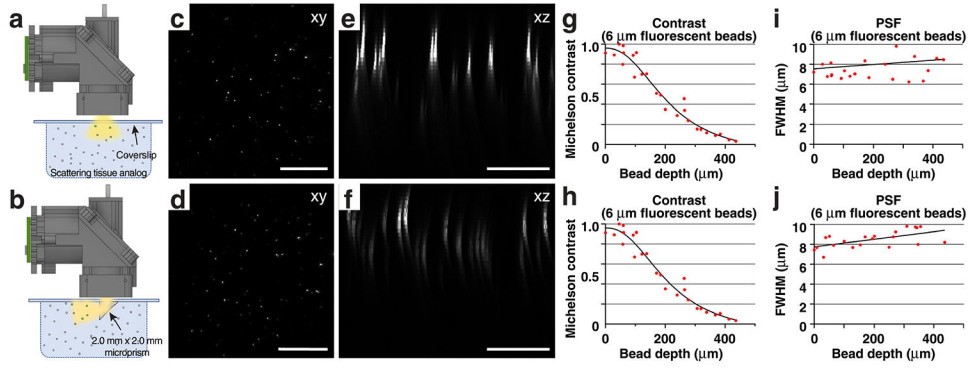 a
Coverslip
Scattering tissue analog
b
2.0 mm x 2.0 mm
microprism
c
xy
d
xy
e
xz
f
xz
g
Contrast
(6 μm fluorescent beads)
Michelson contrast
1.0
0.5
0
0 200 400 600
Bead depth (μm)
h
Contrast
(6 μm fluorescent beads)
Michelson contrast
1.0
0.5
0
0 200 400 600
Bead depth (μm)
i
PSF
(6 μm fluorescent beads)
FWHM (μm)
10
8
6
4
2
0
0 200 400 600
Bead depth (μm)
j
PSF
(6 μm fluorescent beads)
FWHM (μm)
10
8
6
4
2
0
0 200 400 600
Bead depth (μm)